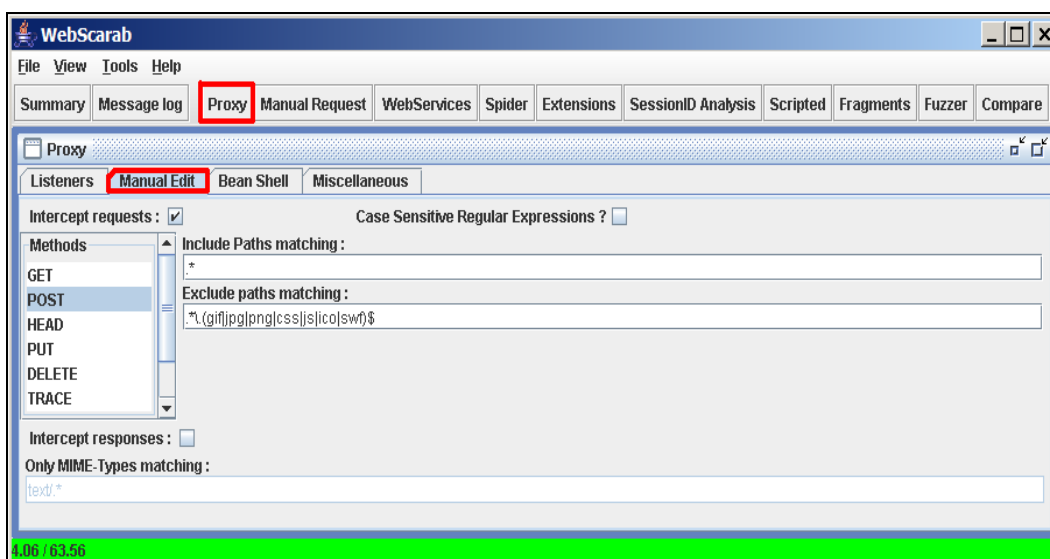 WebScarab
File View Tools Help
Summary Message log Proxy Manual Request WebServices Spider Extensions SessionID Analysis Scripted Fragments Fuzzer Compare
Proxy
Listeners Manual Edit Bean Shell Miscellaneous
Intercept requests : Case Sensitive Regular Expressions ?
Methods
Include Paths matching :
.*
GET
Exclude paths matching :
POST
.*\.(gif|jpg|png|css|js|ico|swf)$
HEAD
PUT
DELETE
TRACE
Intercept responses :
Only MIME-Types matching :
text/.*
4.06 / 63.56